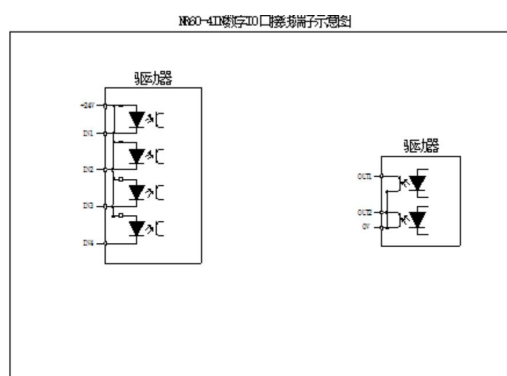 NR60-4IN数字IO口接线端子示意图
驱动器
+24V
IN1
IN2
IN3
IN4
驱动器
OUT1
OUT2
0V